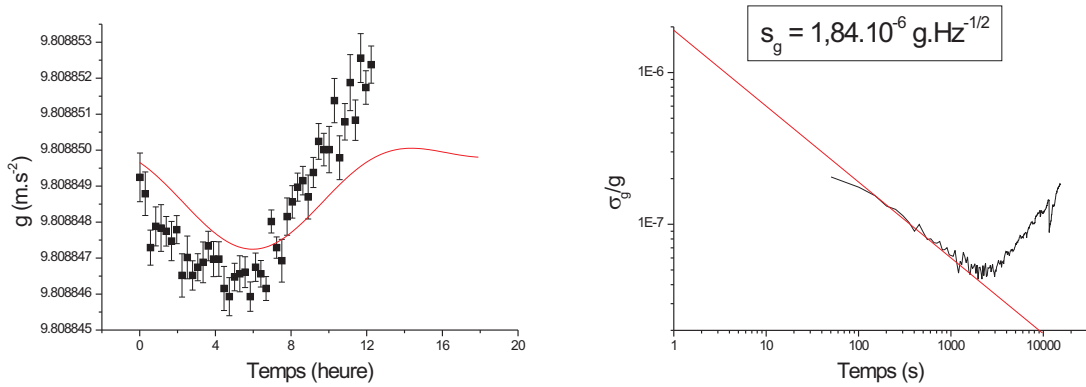 9.808853
9.808852
9.808851
9.808850
9.808849
9.808848
9.808847
9.808846
9.808845
g (m.s⁻²)
0 4 8 12 16 20
Temps (heure)
s_g = 1,84.10⁻⁶ g.Hz⁻¹/²
1E-6
1E-7
σ_g/g
1 10 100 1000 10000
Temps (s)